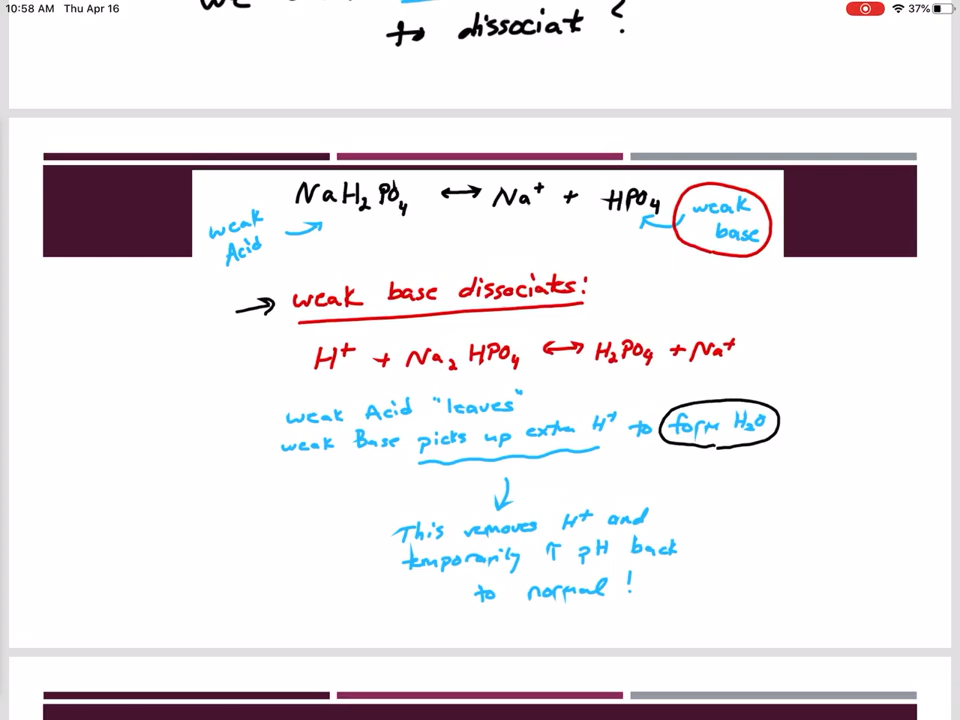 10:58 AM Thu Apr 16
37%
to dissociat ?
NaH₂PO₄ ↔ Na⁺ + HPO₄
weak Acid
weak base
→ weak base dissociates:
H⁺ + Na₂HPO₄ ↔ H₂PO₄ + Na⁺
weak Acid "leaves"
weak Base picks up extra H⁺ to form H₂O
This removes H⁺ and
temporarily ↑ pH back
to normal !